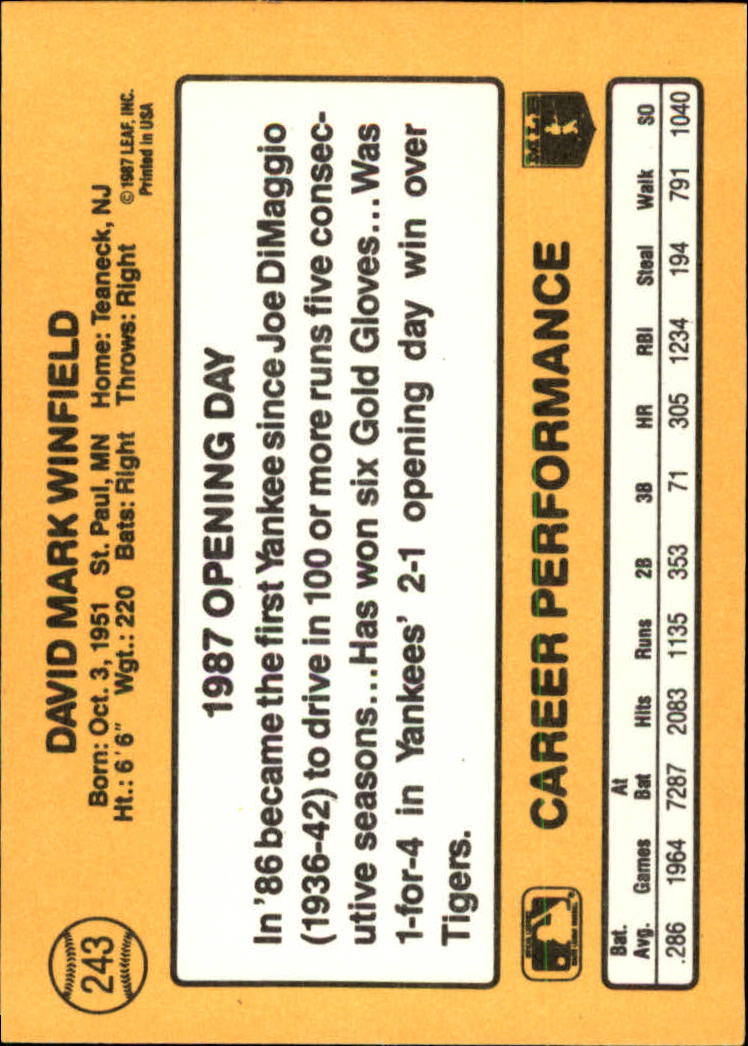 243
DAVID MARK WINFIELD
Born: Oct. 3, 1951 St. Paul, MN Home: Teaneck, NJ
Ht.: 6'6" Wgt.: 220 Bats: Right Throws: Right
© 1987 LEAF, INC.
Printed in USA
1987 OPENING DAY
In '86 became the first Yankee since Joe DiMaggio
(1936-42) to drive in 100 or more runs five consec-
utive seasons...Has won six Gold Gloves...Was
1-for-4 in Yankees' 2-1 opening day win over
Tigers.
CAREER PERFORMANCE
MLB
Bat. Avg. Games At Bat Hits Runs 2B 3B HR RBI Steal Walk SO
.286 1964 7287 2083 1135 353 71 305 1234 194 791 1040